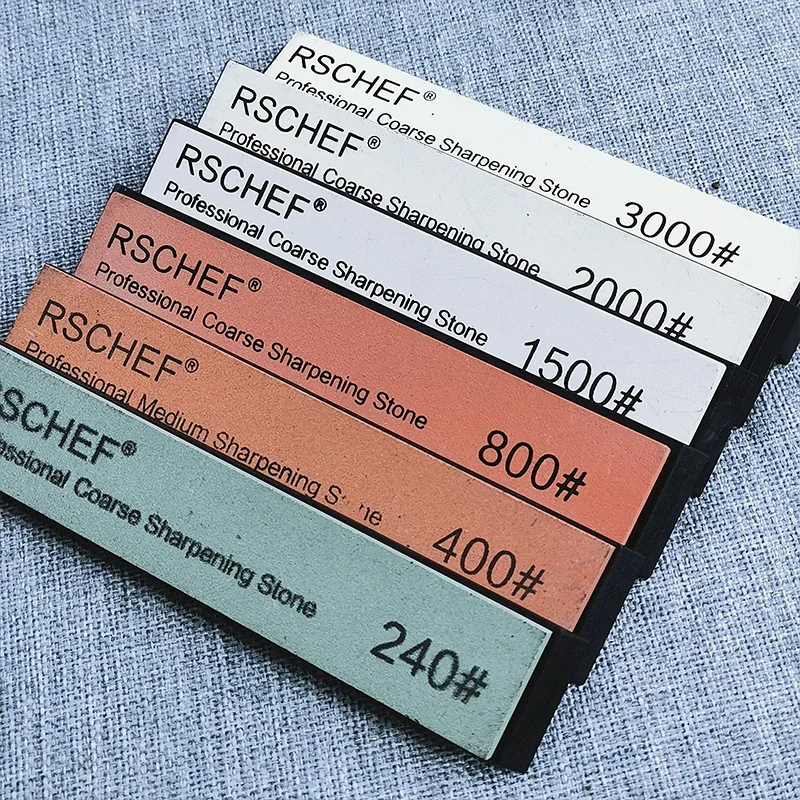 RSCHEF®
Professional Coarse Sharpening Stone
3000#
RSCHEF®
Professional Coarse Sharpening Stone
2000#
RSCHEF®
Professional Coarse Sharpening Stone
1500#
RSCHEF®
Professional Coarse Sharpening Stone
800#
RSCHEF®
Professional Medium Sharpening
400#
SCHEF®
essional Coarse Sharpening Stone
240#